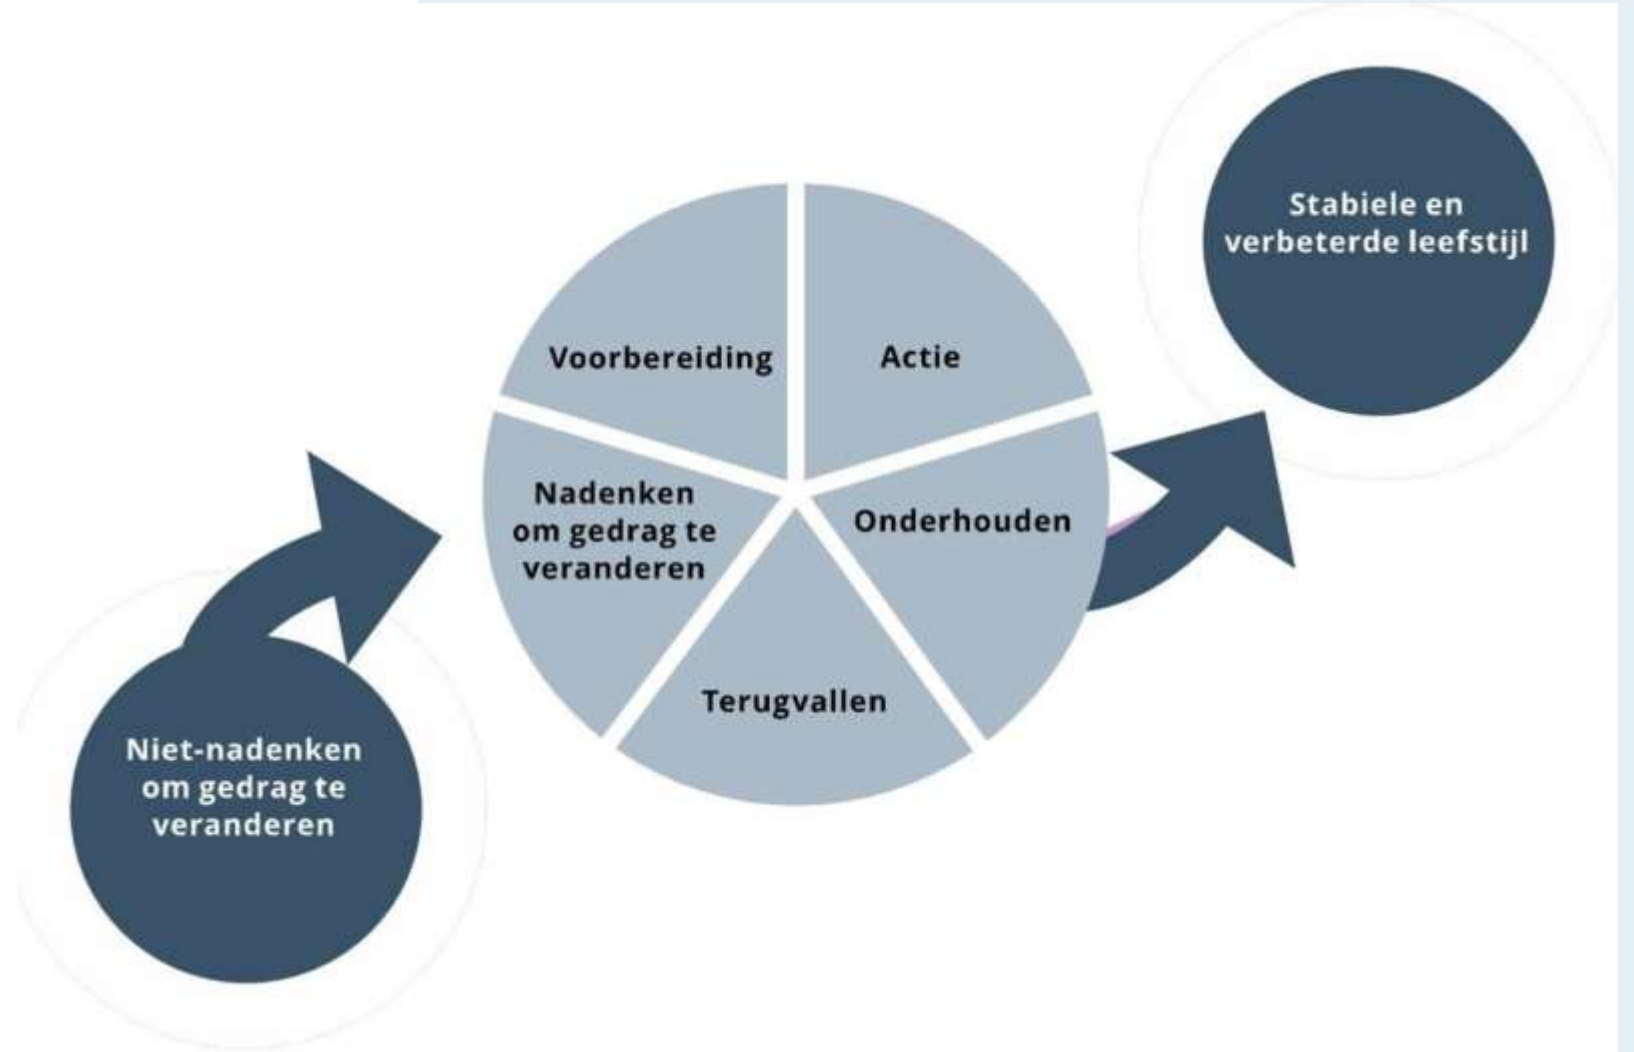 Stabiele en
verbeterde leefstijl
Voorbereiding
Actie
Nadenken
om gedrag te
veranderen
Onderhouden
Terugvallen
Niet-nadenken
om gedrag te
veranderen